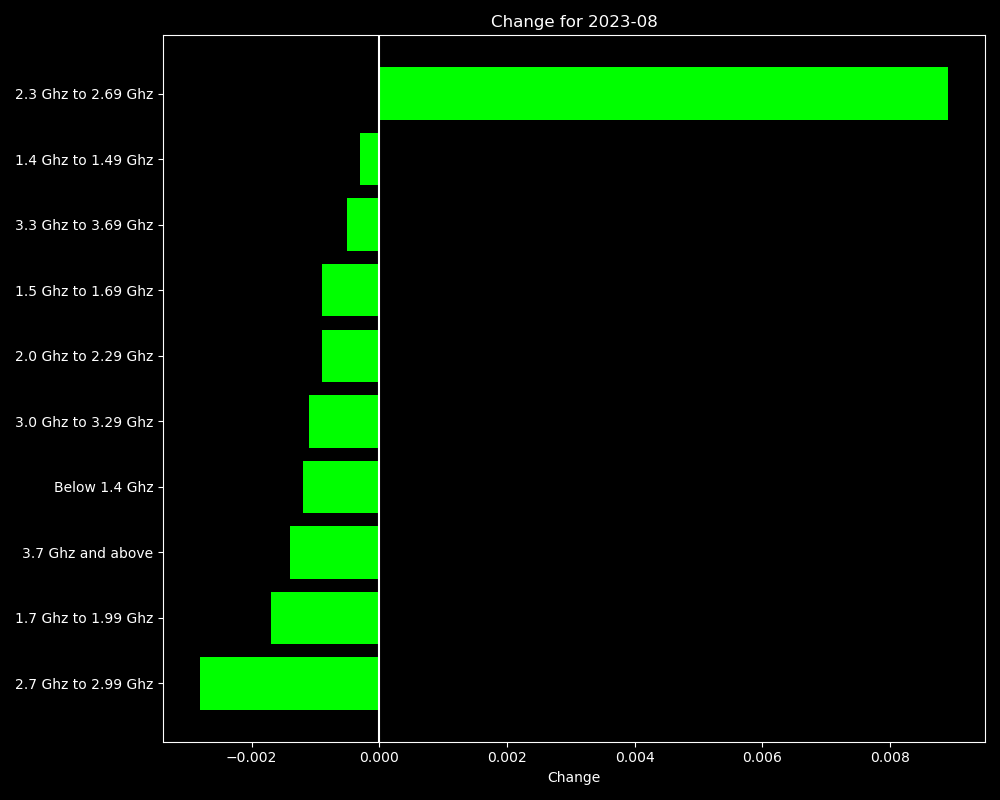 Change for 2023-08
2.3 Ghz to 2.69 Ghz
1.4 Ghz to 1.49 Ghz
3.3 Ghz to 3.69 Ghz
1.5 Ghz to 1.69 Ghz
2.0 Ghz to 2.29 Ghz
3.0 Ghz to 3.29 Ghz
Below 1.4 Ghz
3.7 Ghz and above
1.7 Ghz to 1.99 Ghz
2.7 Ghz to 2.99 Ghz
−0.002 0.000 0.002 0.004 0.006 0.008
Change